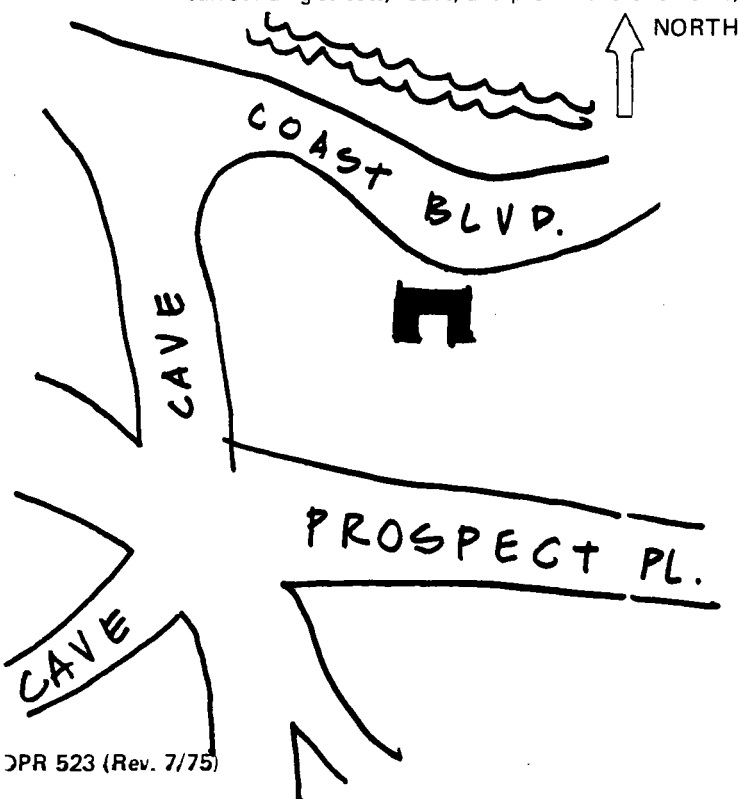 NORTH
COAST BLVD.
CAVE
PROSPECT PL.
CAVE
DPR 523 (Rev. 7/75)